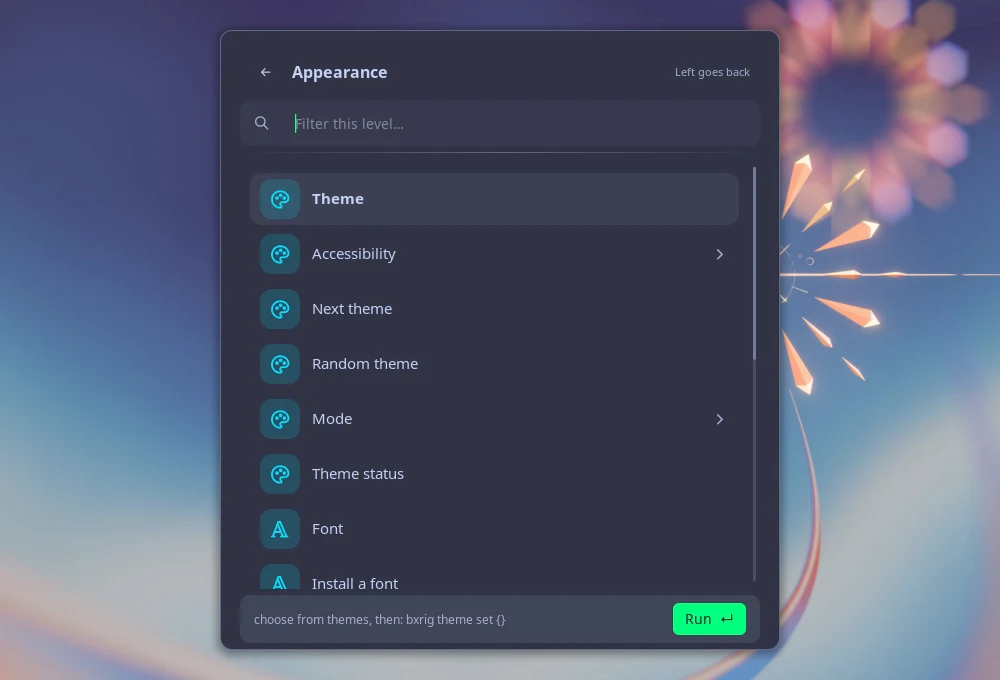 Appearance
Left goes back
Filter this level...
Theme
Accessibility
Next theme
Random theme
Mode
Theme status
Font
Install a font
choose from themes, then: bxrig theme set {}
Run